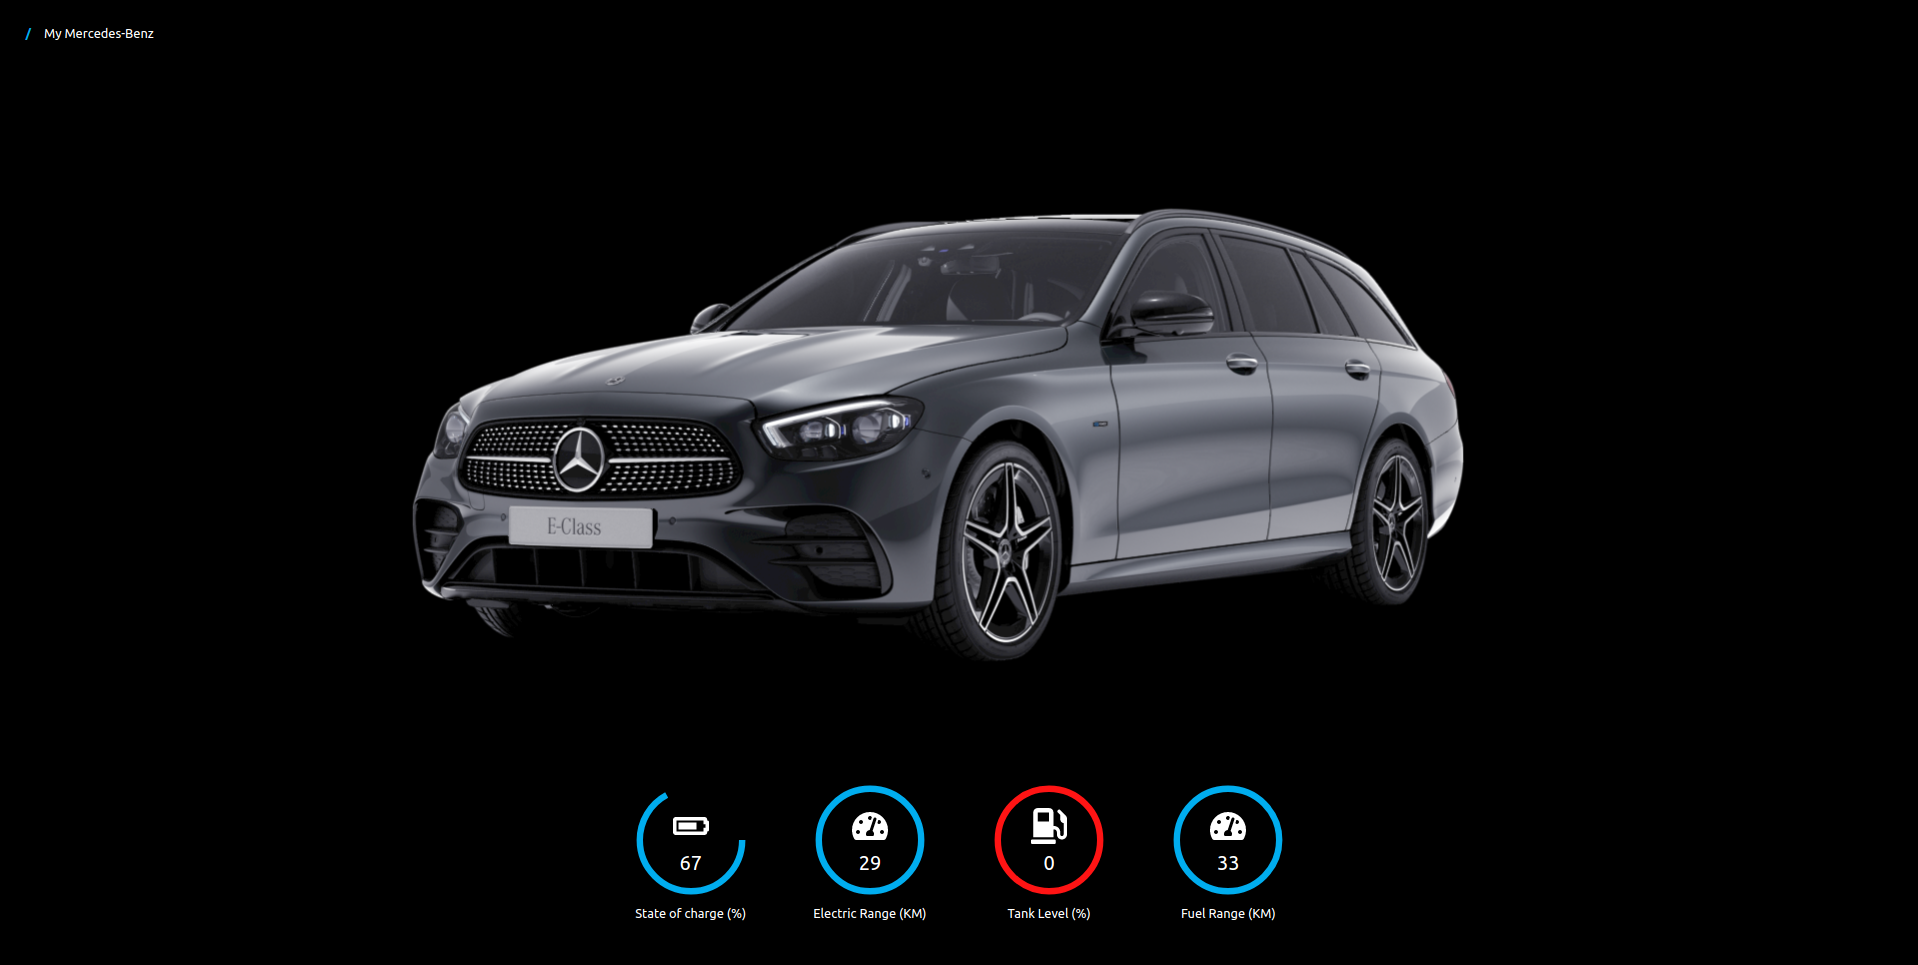 / My Mercedes-Benz
E-Class
67
29
0
33
State of charge (%)
Electric Range (KM)
Tank Level (%)
Fuel Range (KM)